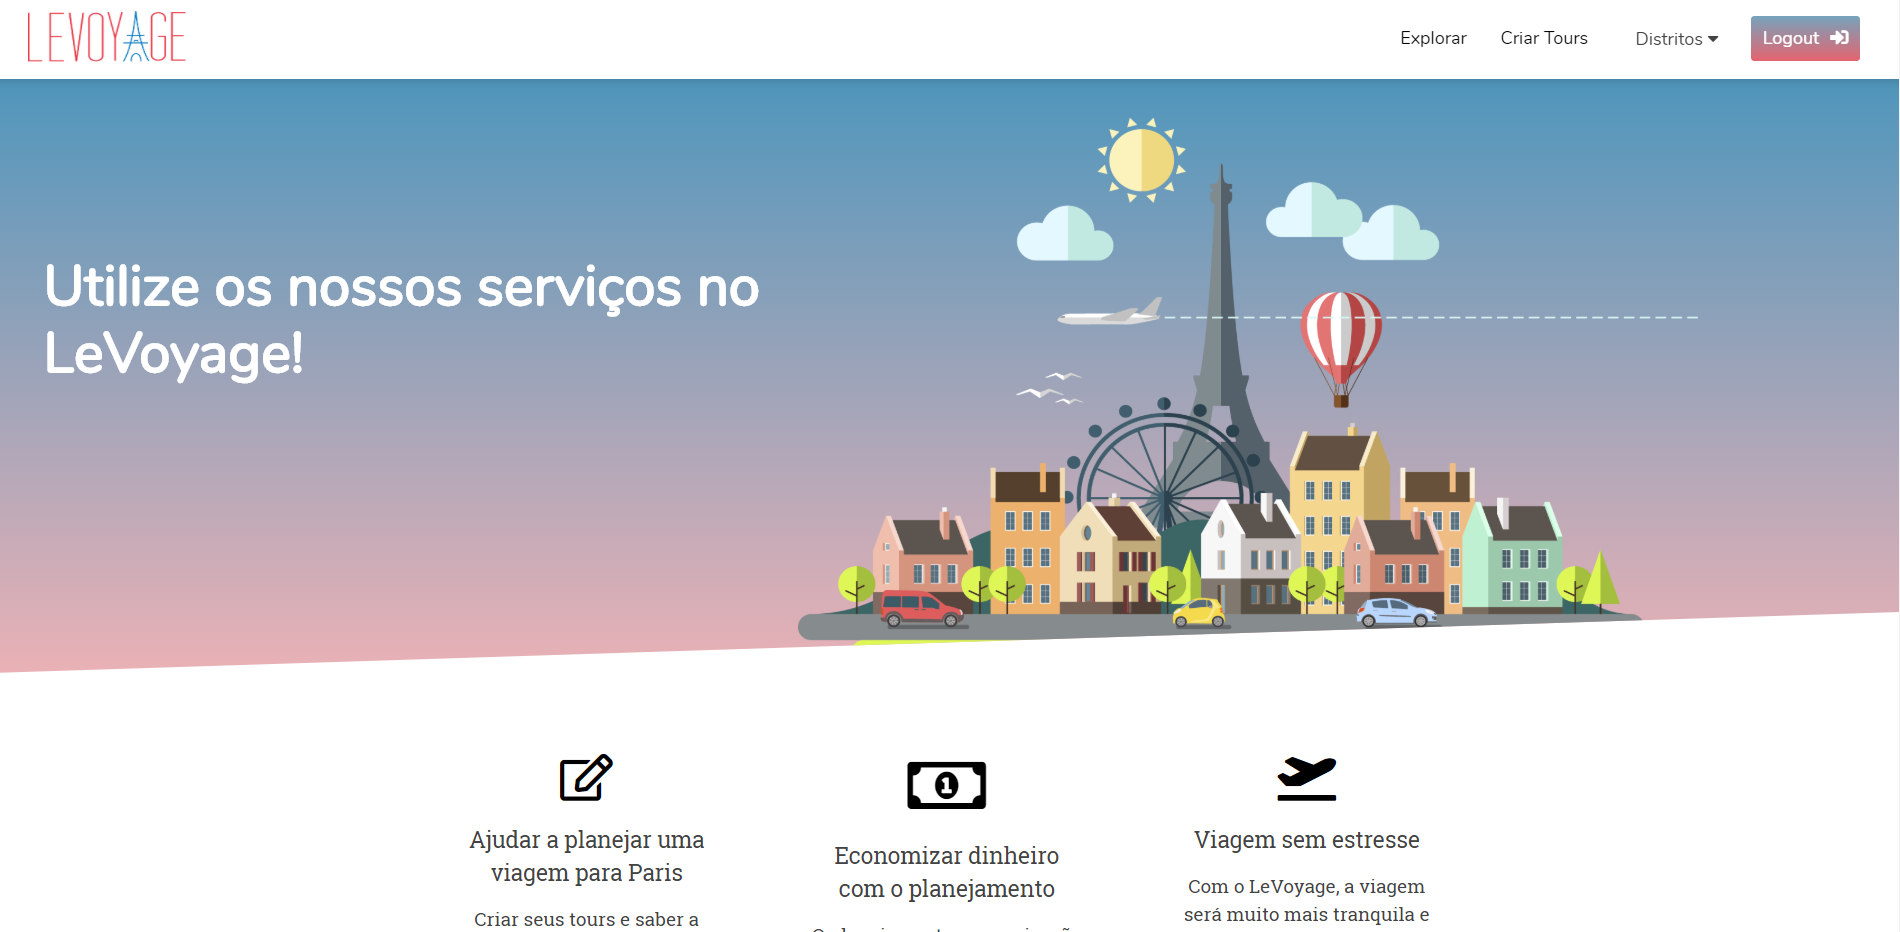 LEVOYAGE
Explorar
Criar Tours
Distritos
Logout
Utilize os nossos serviços no
LeVoyage!
1
Ajudar a planejar uma
viagem para Paris
Criar seus tours e saber a
Economizar dinheiro
com o planejamento
Viagem sem estresse
Com o LeVoyage, a viagem
será muito mais tranquila e